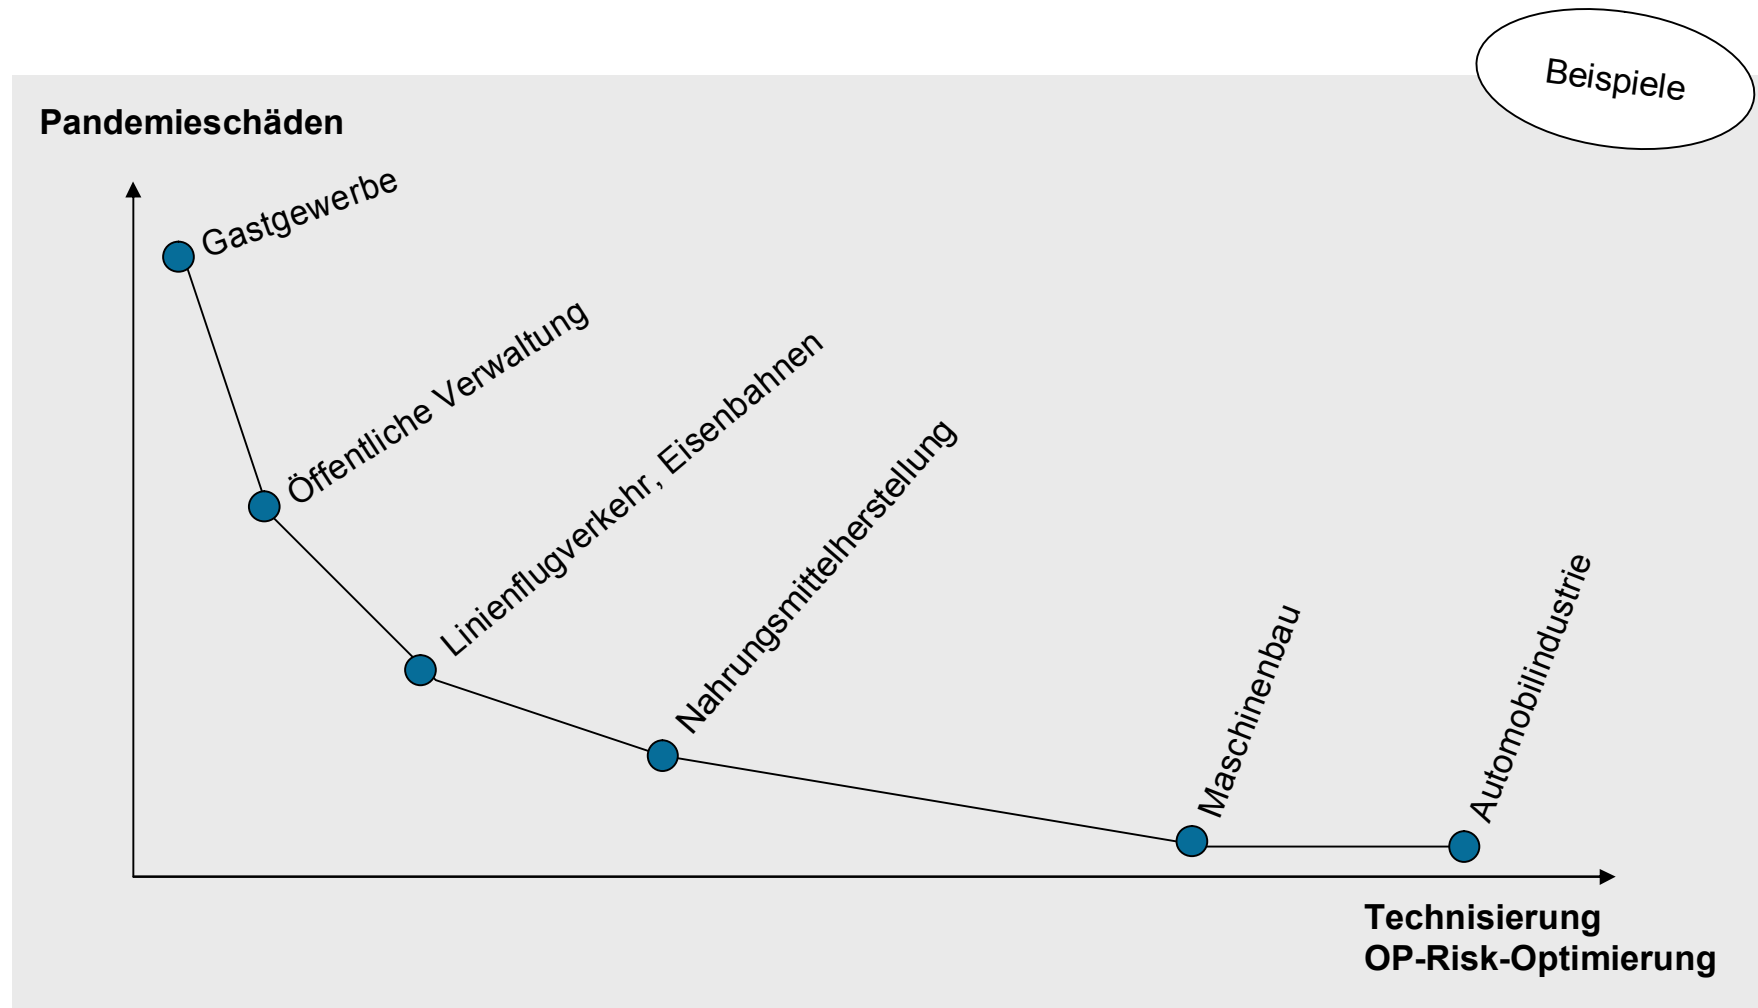 Beispiele
Pandemieschäden
Gastgewerbe
Öffentliche Verwaltung
Linienflugverkehr, Eisenbahnen
Nahrungsmittelherstellung
Maschinenbau
Automobilindustrie
Technisierung
OP-Risk-Optimierung